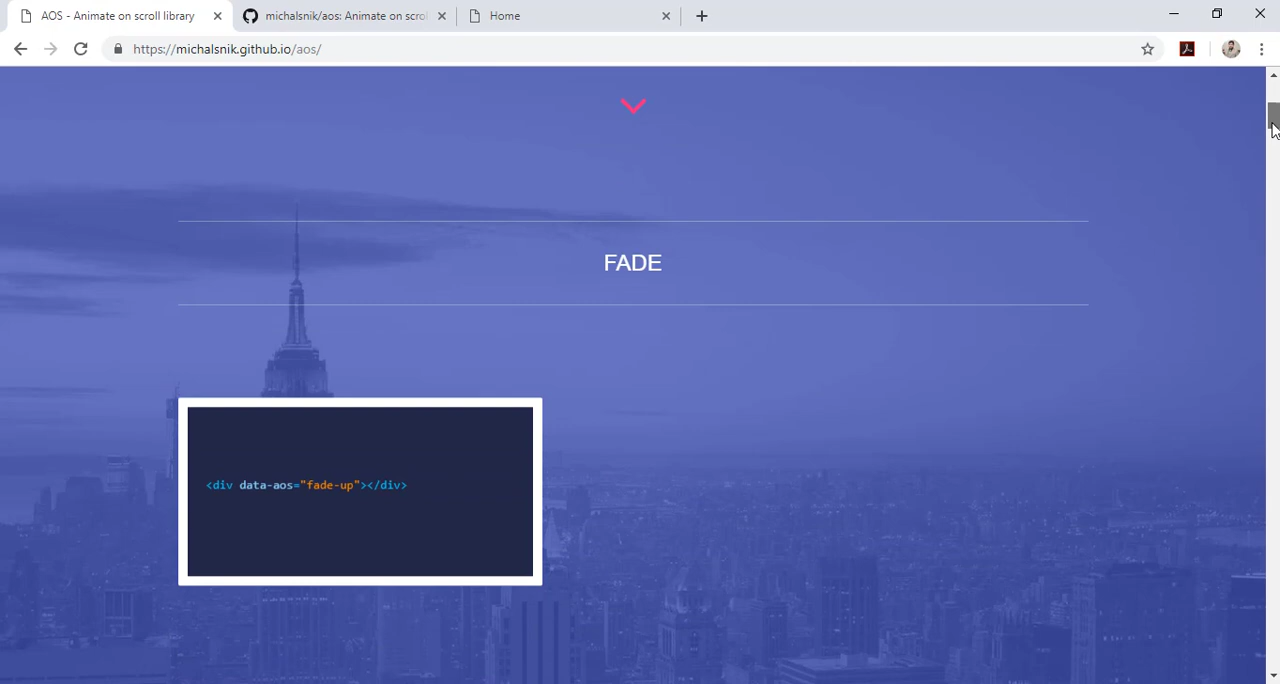 AOS - Animate on scroll library
michalsnik/aos: Animate on scro
Home
https://michalsnik.github.io/aos/
FADE
<div data-aos="fade-up"></div>